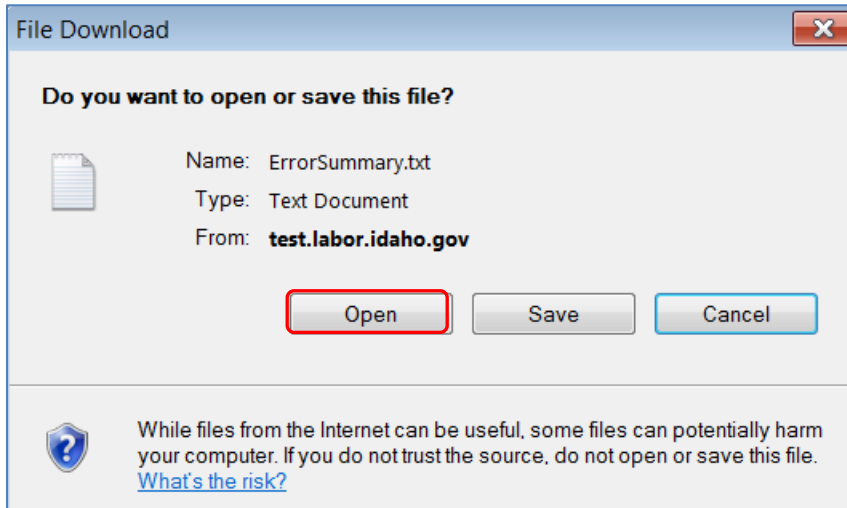 File Download
Do you want to open or save this file?
Name: ErrorSummary.txt
Type: Text Document
From: test.labor.idaho.gov
Open Save Cancel
While files from the Internet can be useful, some files can potentially harm
your computer. If you do not trust the source, do not open or save this file.
What's the risk?